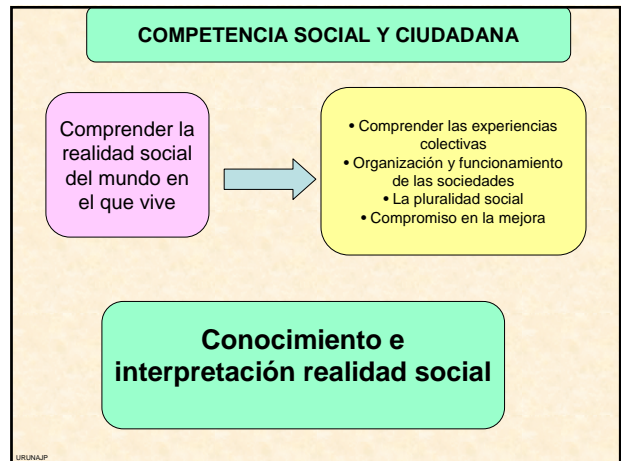 COMPETENCIA SOCIAL Y CIUDADANA
Comprender la
realidad social
del mundo en
el que vive
• Comprender las experiencias
colectivas
• Organización y funcionamiento
de las sociedades
• La pluralidad social
• Compromiso en la mejora
Conocimiento e
interpretación realidad social
URUNAJP